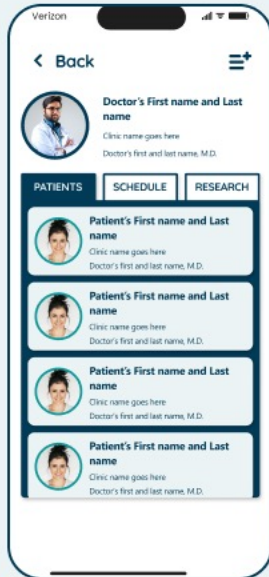 Verizon
Back
Doctor's First name and Last
name
Clinic name goes here
Doctor's first and last name, M.D.
PATIENTS SCHEDULE RESEARCH
Patient's First name and Last
name
Clinic name goes here
Doctor's first and last name, M.D.
Patient's First name and Last
name
Clinic name goes here
Doctor's first and last name, M.D.
Patient's First name and Last
name
Clinic name goes here
Doctor's first and last name, M.D.
Patient's First name and Last
name
Clinic name goes here
Doctor's first and last name, M.D.